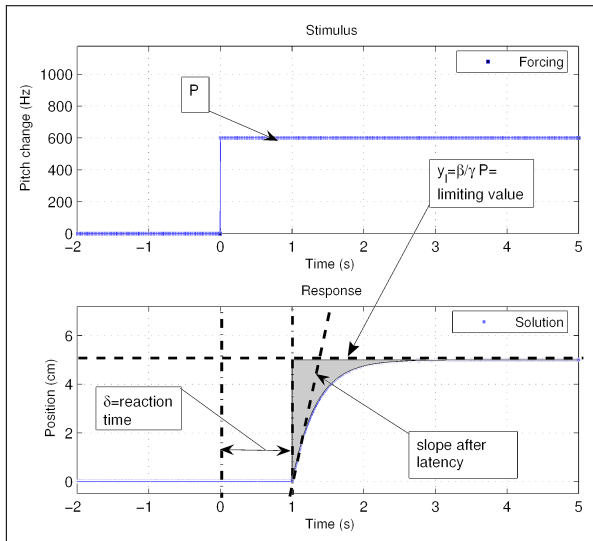 Stimulus
Forcing
1000
800
600
400
200
0
Pitch change (Hz)
P
−2 −1 0 1 2 3 4 5
Time (s)
y_l=β/γ P=
limiting value
Response
Solution
6
4
2
0
Position (cm)
δ=reaction
time
slope after
latency
−2 −1 0 1 2 3 4 5
Time (s)